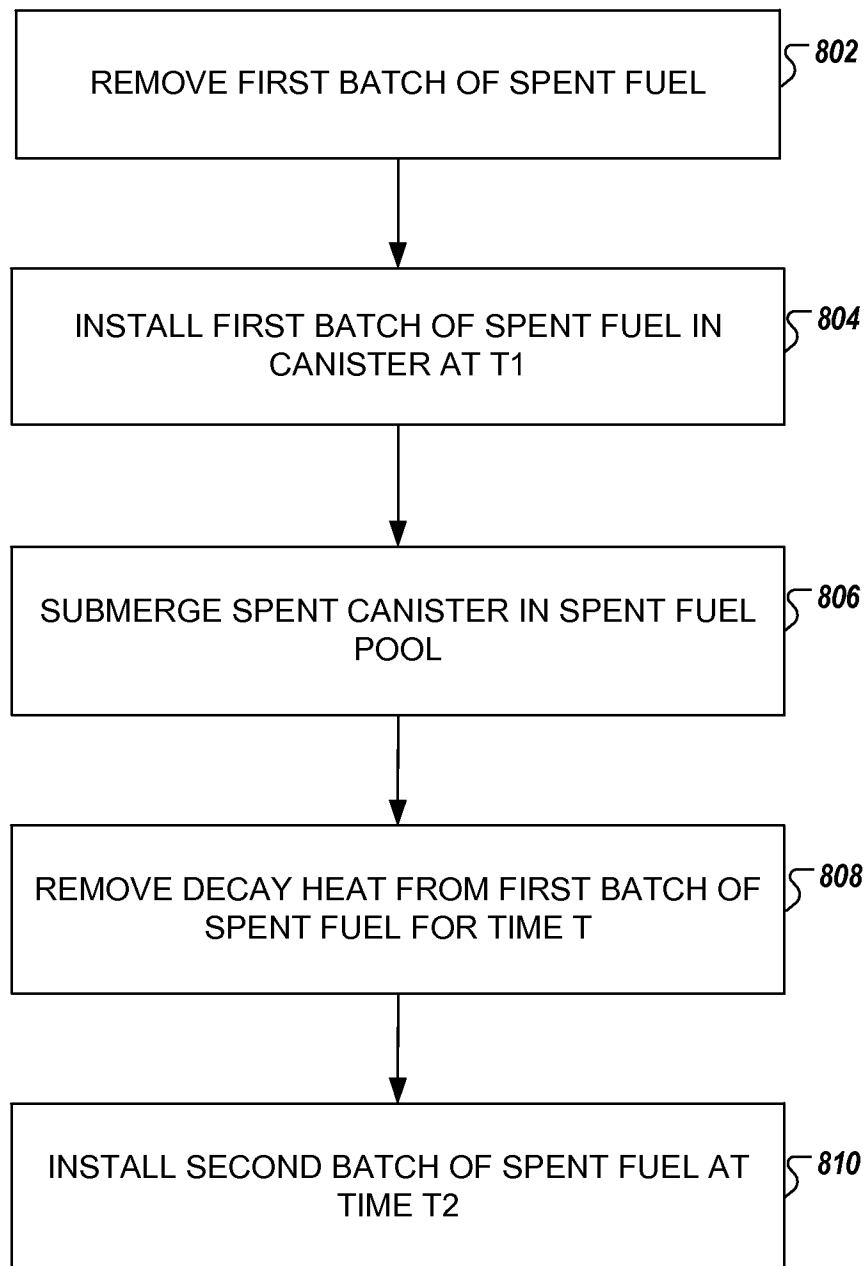 REMOVE FIRST BATCH OF SPENT FUEL
802
INSTALL FIRST BATCH OF SPENT FUEL IN
CANISTER AT T1
804
SUBMERGE SPENT CANISTER IN SPENT FUEL
POOL
806
REMOVE DECAY HEAT FROM FIRST BATCH OF
SPENT FUEL FOR TIME T
808
INSTALL SECOND BATCH OF SPENT FUEL AT
TIME T2
810